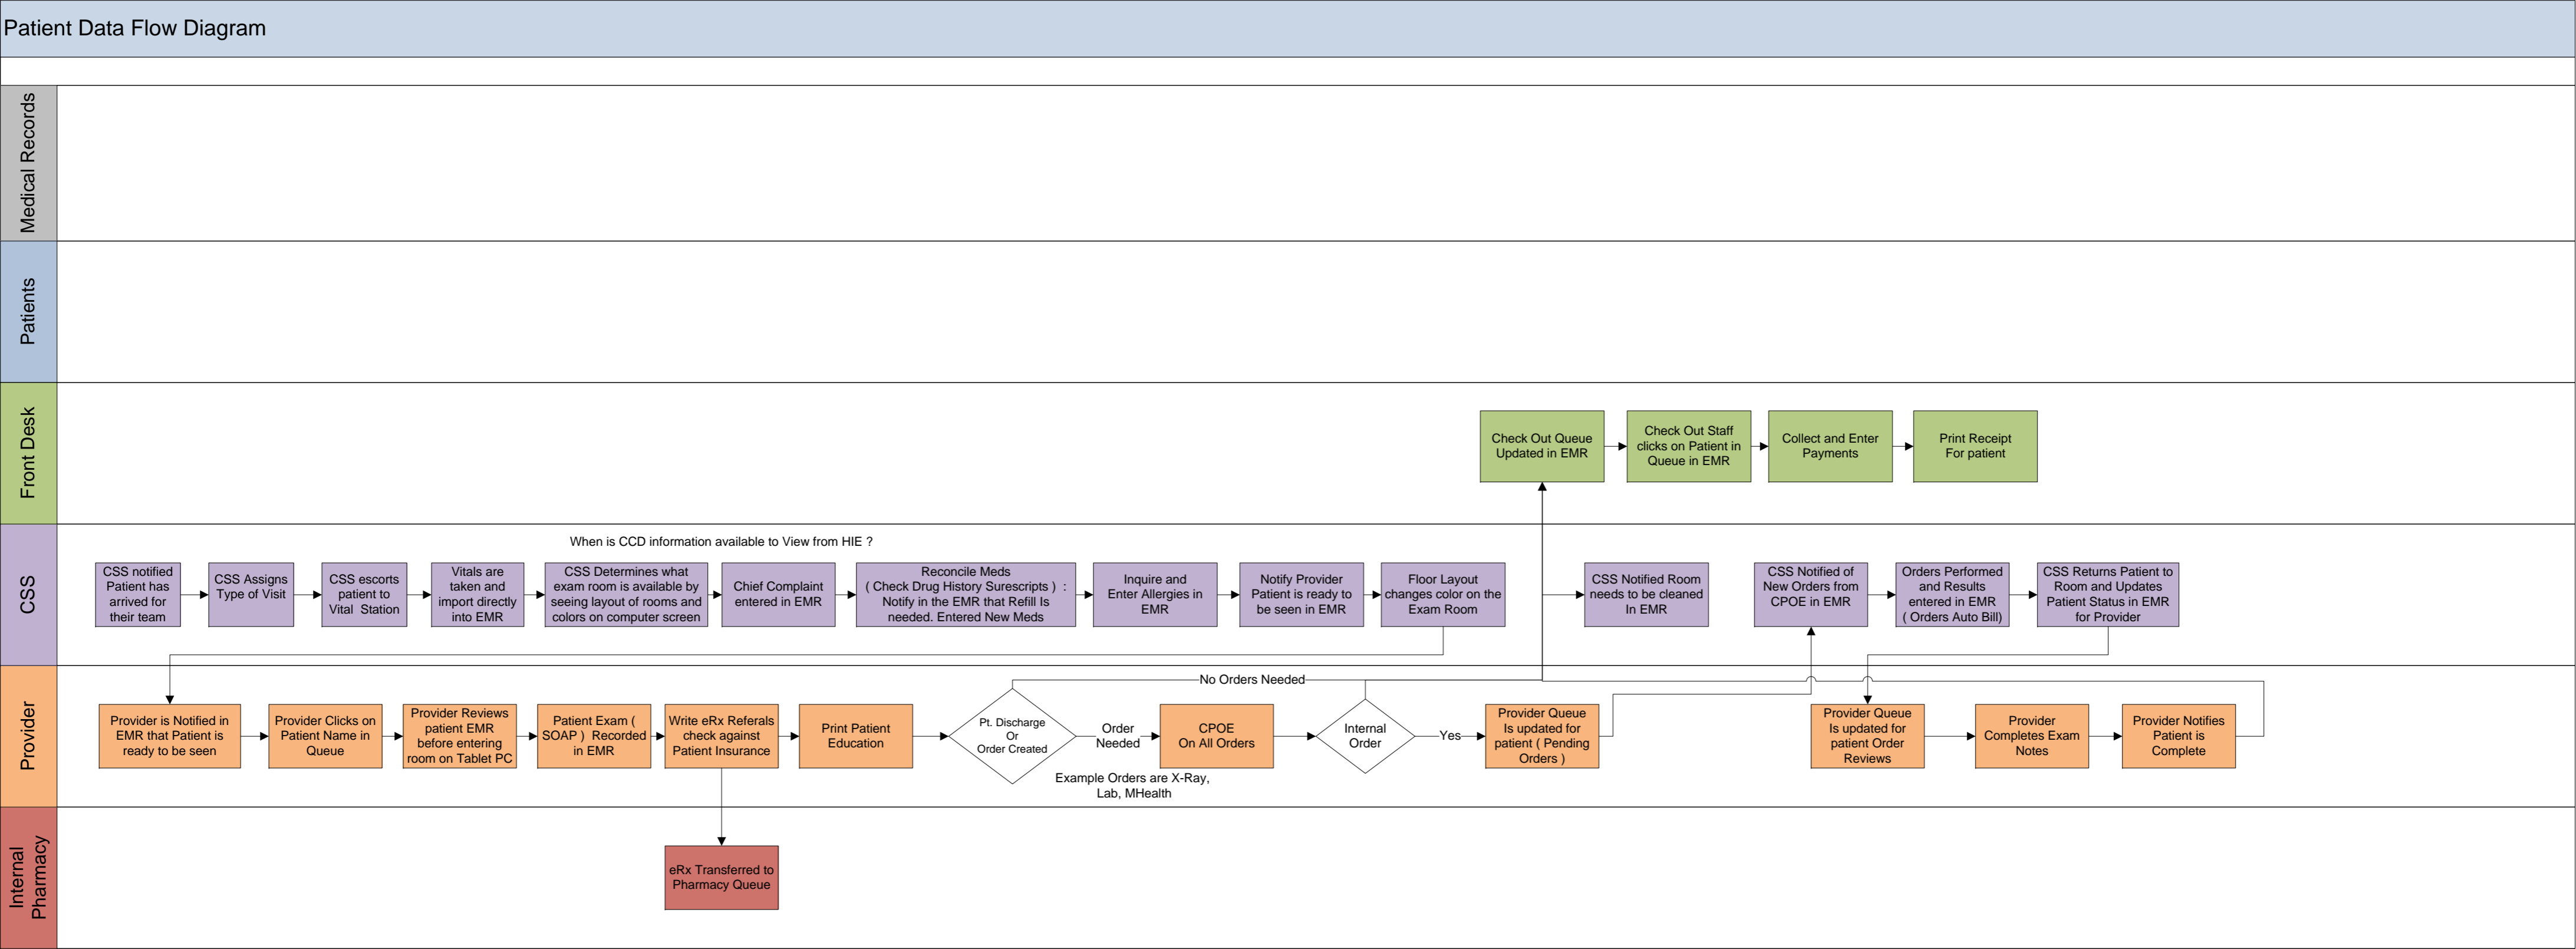 Patient Data Flow Diagram
Medical Records
Patients
Front Desk
Check Out Queue
Updated in EMR
Check Out Staff
clicks on Patient in
Queue in EMR
Collect and Enter
Payments
Print Receipt
For patient
CSS
When is CCD information available to View from HIE ?
CSS notified
Patient has
arrived for
their team
CSS Assigns
Type of Visit
CSS escorts
patient to
Vital Station
Vitals are
taken and
import directly
into EMR
CSS Determines what
exam room is available by
seeing layout of rooms and
colors on computer screen
Chief Complaint
entered in EMR
Reconcile Meds
( Check Drug History Surescripts ) :
Notify in the EMR that Refill Is
needed. Entered New Meds
Inquire and
Enter Allergies in
EMR
Notify Provider
Patient is ready to
be seen in EMR
Floor Layout
changes color on the
Exam Room
CSS Notified Room
needs to be cleaned
In EMR
CSS Notified of
New Orders from
CPOE in EMR
Orders Performed
and Results
entered in EMR
( Orders Auto Bill)
CSS Returns Patient to
Room and Updates
Patient Status in EMR
for Provider
Provider
Provider is Notified in
EMR that Patient is
ready to be seen
Provider Clicks on
Patient Name in
Queue
Provider Reviews
patient EMR
before entering
room on Tablet PC
Patient Exam (
SOAP ) Recorded
in EMR
Write eRx Referals
check against
Patient Insurance
Print Patient
Education
Pt. Discharge
Or
Order Created
No Orders Needed
Order
Needed
CPOE
On All Orders
Example Orders are X-Ray,
Lab, MHealth
Internal
Order
Yes
Provider Queue
Is updated for
patient ( Pending
Orders )
Provider Queue
Is updated for
patient Order
Reviews
Provider
Completes Exam
Notes
Provider Notifies
Patient is
Complete
Internal
Pharmacy
eRx Transferred to
Pharmacy Queue